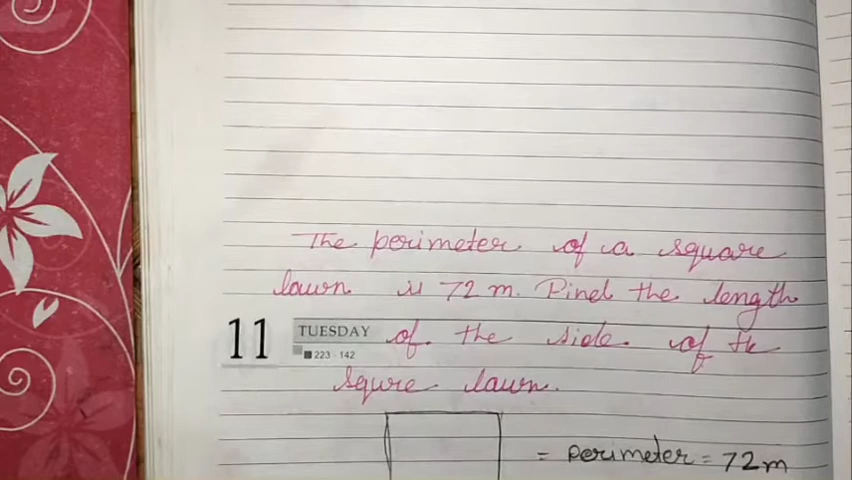 The perimeter of a square
lawn is 72 m. Find the length
11 TUESDAY of the side of the
223 - 142
squre lawn.
= perimeter = 72m